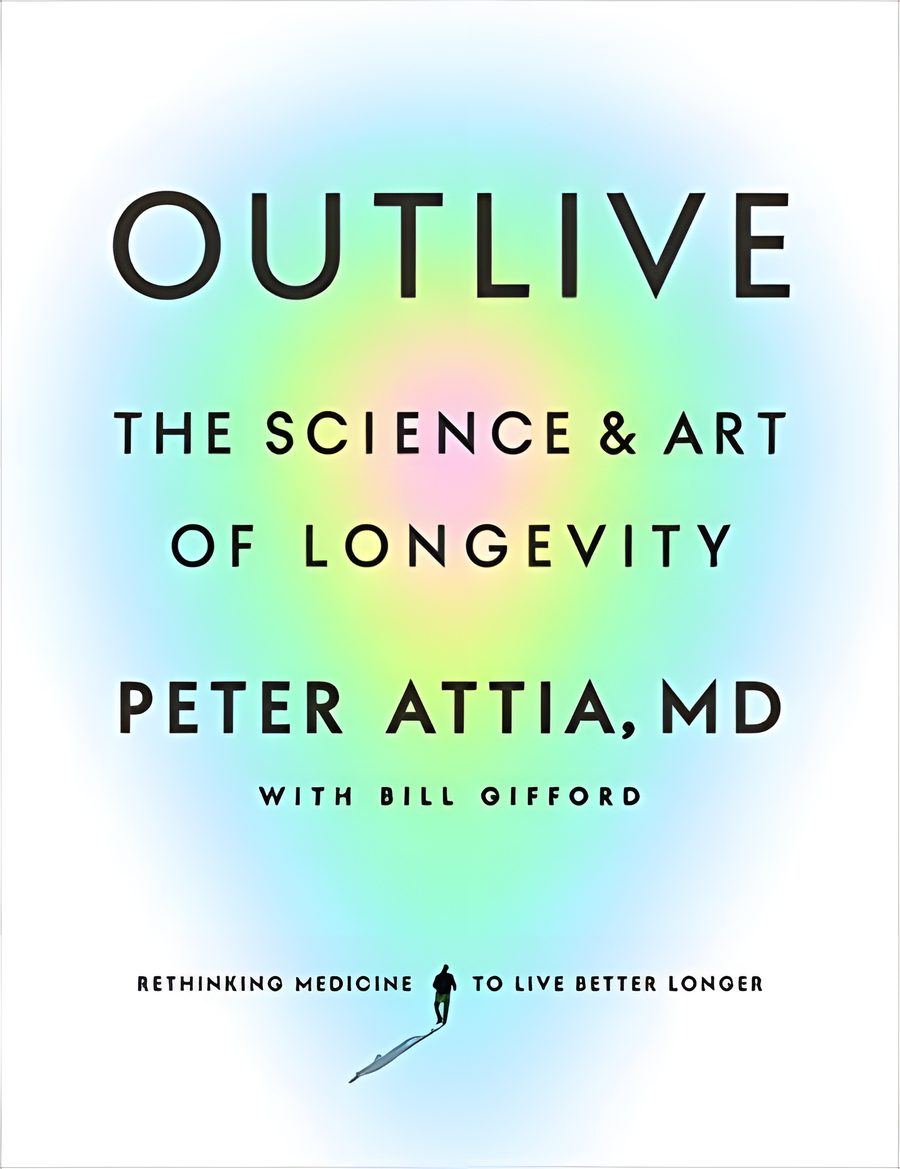 OUTLIVE
THE SCIENCE & ART
OF LONGEVITY
PETER ATTIA, MD
WITH BILL GIFFORD
RETHINKING MEDICINE TO LIVE BETTER LONGER